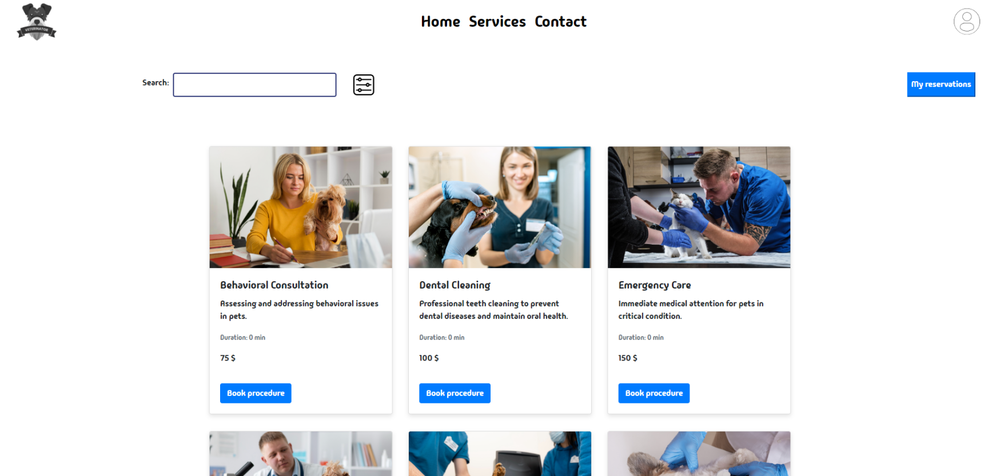 VETERINATOR
Home Services Contact
Search:
My reservations
Behavioral Consultation
Assessing and addressing behavioral issues
in pets.
Duration: 0 min
75 $
Book procedure
Dental Cleaning
Professional teeth cleaning to prevent
dental diseases and maintain oral health.
Duration: 0 min
100 $
Book procedure
Emergency Care
Immediate medical attention for pets in
critical condition.
Duration: 0 min
150 $
Book procedure